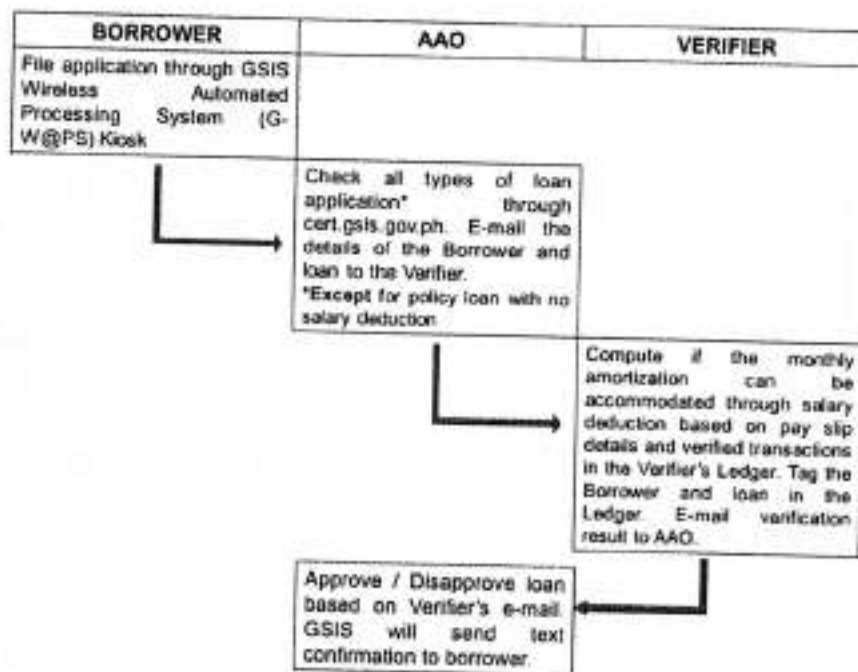 BORROWER
AAO
VERIFIER
File application through GSIS
Wireless Automated
Processing System (G-
W@PS) Kiosk
Check all types of loan
application* through
cert.gsis.gov.ph. E-mail the
details of the Borrower and
loan to the Verifier.
*Except for policy loan with no
salary deduction
Compute if the monthly
amortization can be
accommodated through salary
deduction based on pay slip
details and verified transactions
in the Verifier's Ledger. Tag the
Borrower and loan in the
Ledger. E-mail verification
result to AAO.
Approve / Disapprove loan
based on Verifier's e-mail.
GSIS will send text
confirmation to borrower.